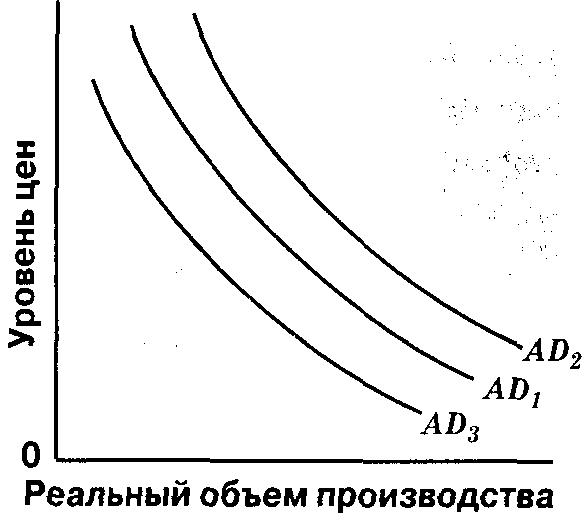 Уровень цен
AD₂
AD₁
AD₃
0
Реальный объем производства